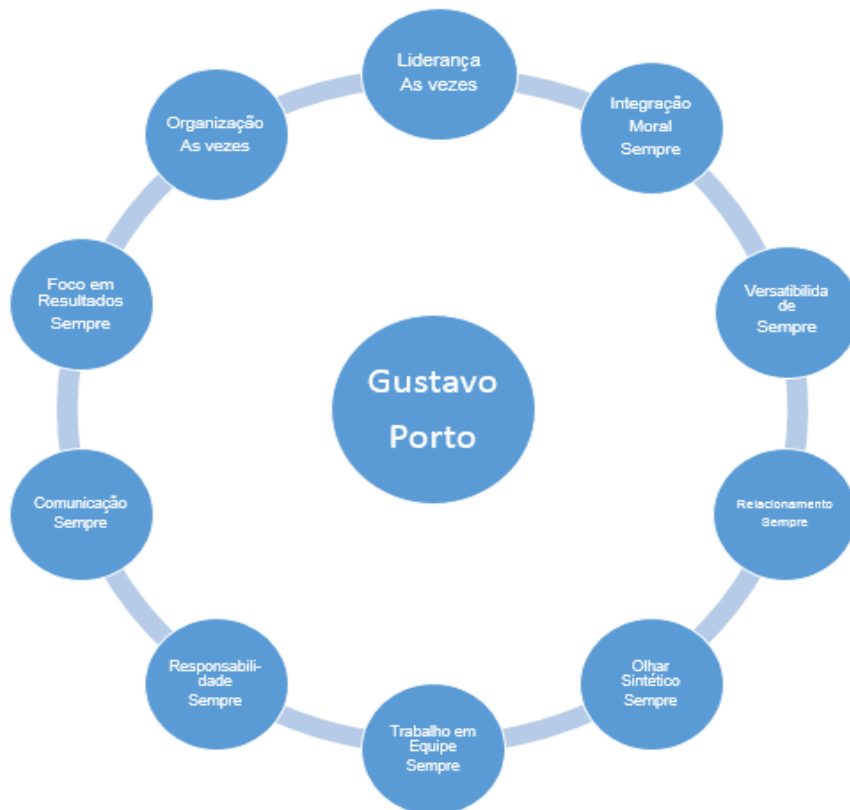 Liderança
As vezes
Integração
Moral
Sempre
Versatibilida
de
Sempre
Relacionamento
Sempre
Olhar
Sintético
Sempre
Trabalho em
Equipe
Sempre
Responsabili-
dade
Sempre
Comunicação
Sempre
Foco em
Resultados
Sempre
Organização
As vezes
Gustavo
Porto